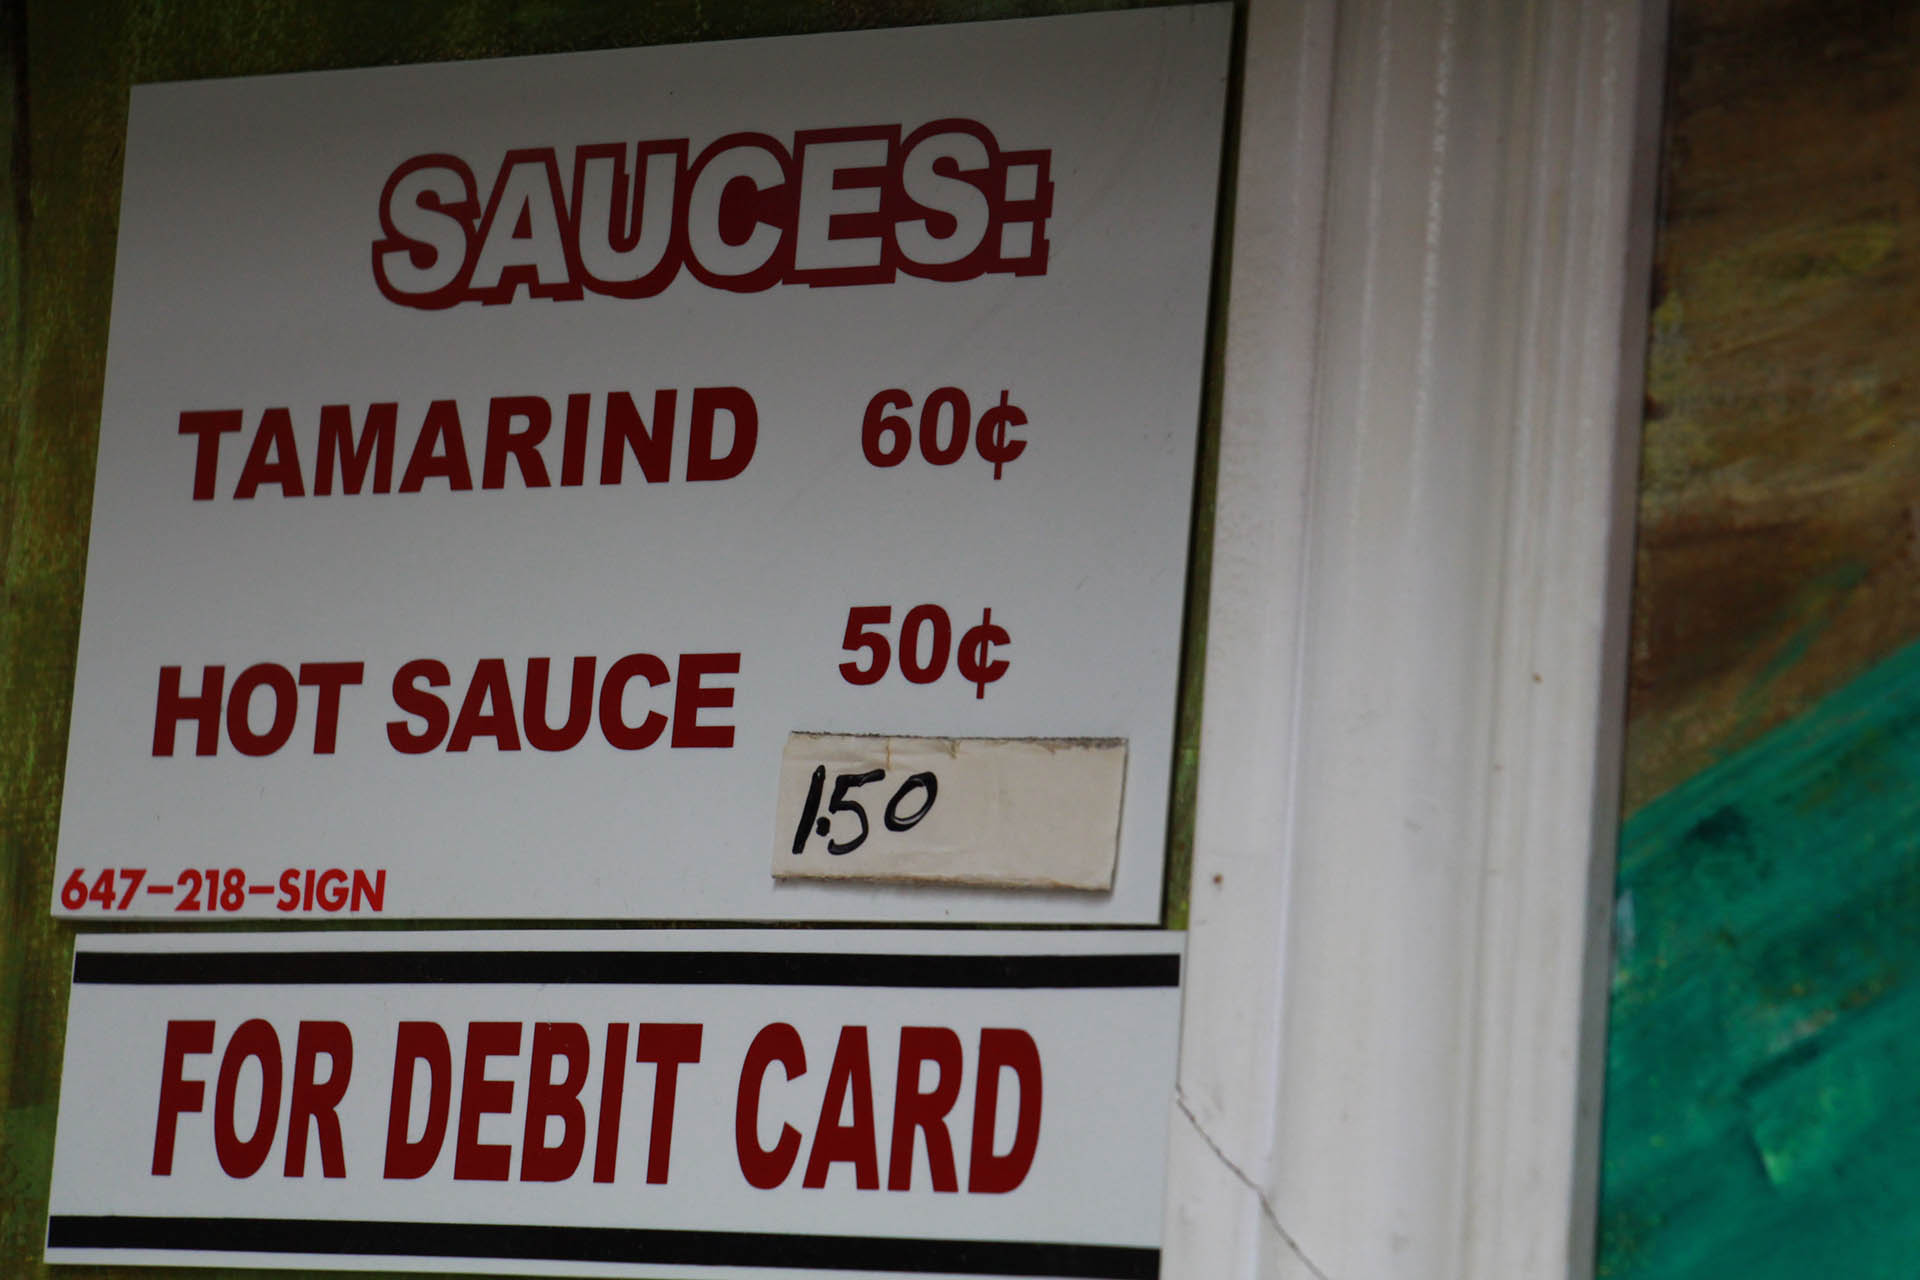 SAUCES:
TAMARIND 60¢
HOT SAUCE 50¢
1.50
647-218-SIGN
FOR DEBIT CARD